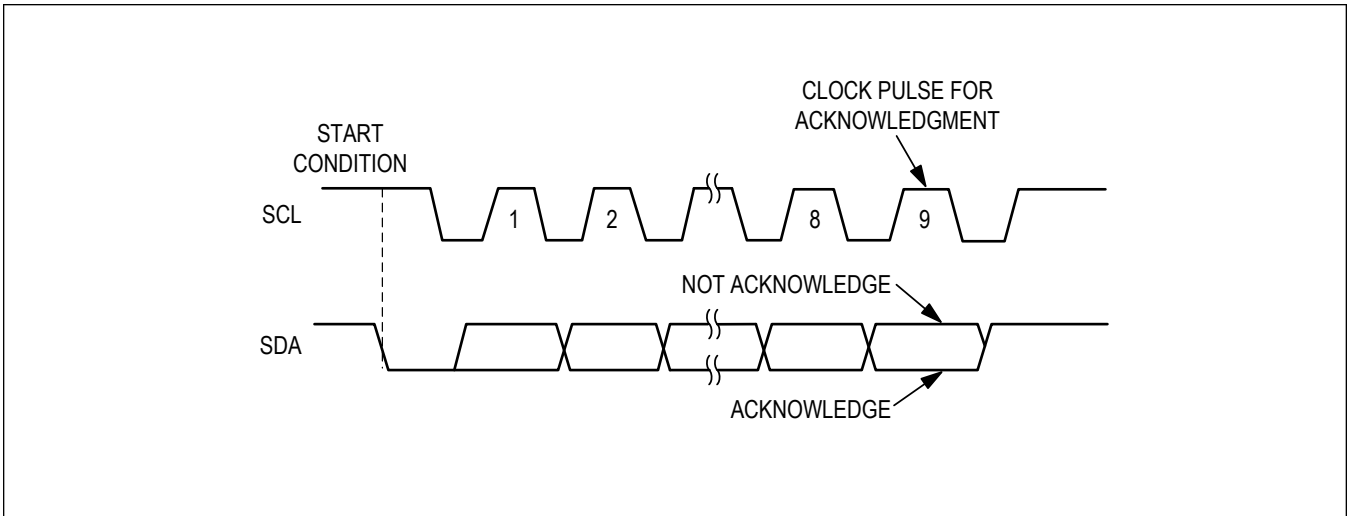 CLOCK PULSE FOR
ACKNOWLEDGMENT
START
CONDITION
SCL
1
2
8
9
NOT ACKNOWLEDGE
SDA
ACKNOWLEDGE